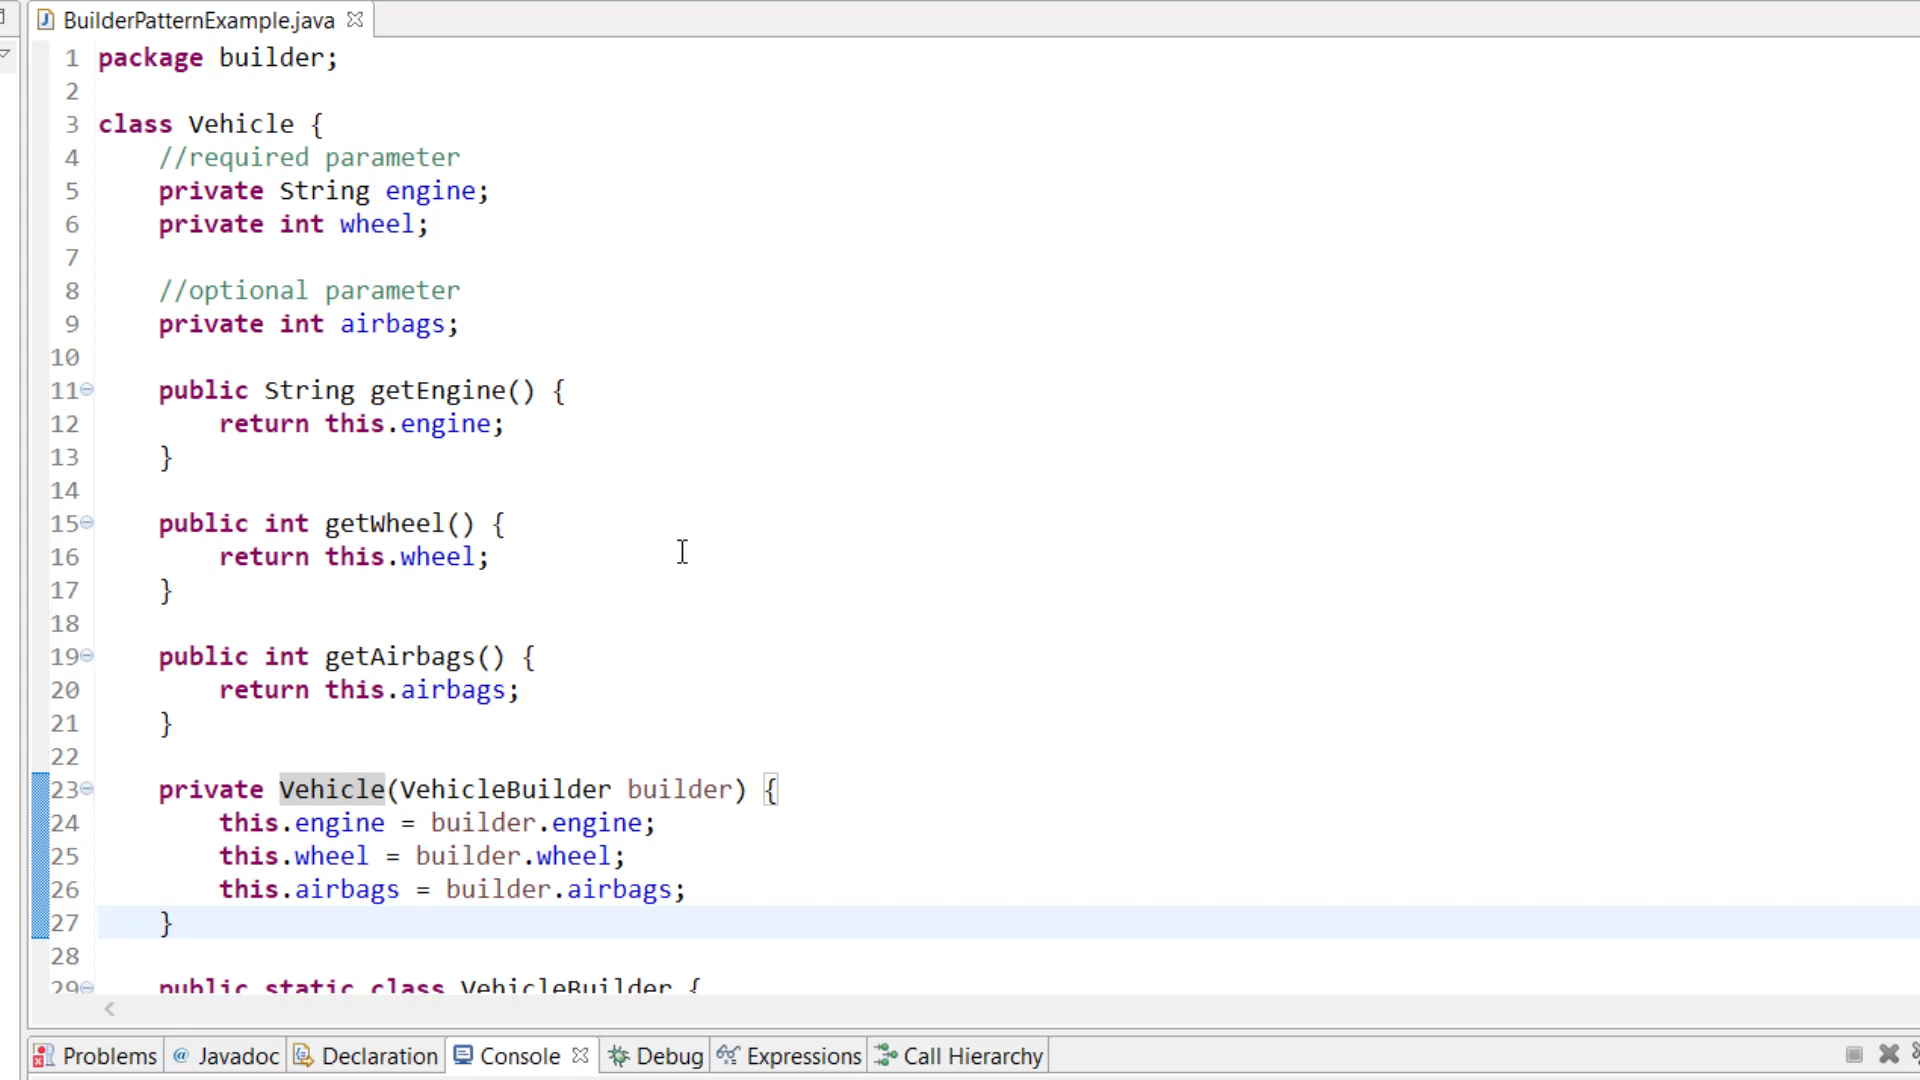 BuilderPatternExample.java
1 package builder;
2
3 class Vehicle {
4     //required parameter
5     private String engine;
6     private int wheel;
7
8     //optional parameter
9     private int airbags;
10
11     public String getEngine() {
12         return this.engine;
13     }
14
15     public int getWheel() {
16         return this.wheel;
17     }
18
19     public int getAirbags() {
20         return this.airbags;
21     }
22
23     private Vehicle(VehicleBuilder builder) {
24         this.engine = builder.engine;
25         this.wheel = builder.wheel;
26         this.airbags = builder.airbags;
27     }
28
29     public static class VehicleBuilder {
Problems @ Javadoc Declaration Console Debug Expressions Call Hierarchy